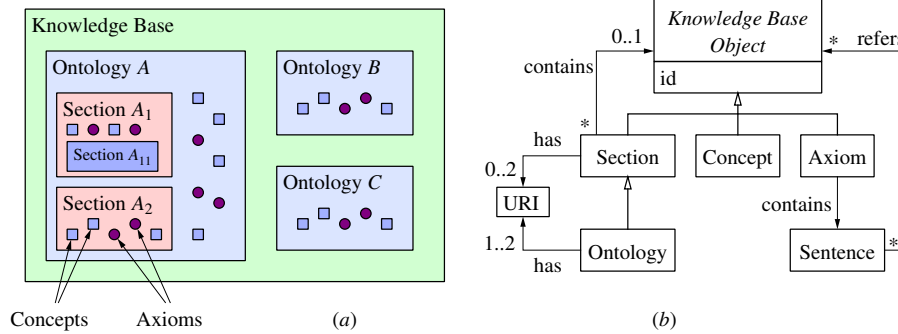 Knowledge Base
Ontology A
Section A1
Section A11
Section A2
Ontology B
Ontology C
Concepts
Axioms
(a)
Knowledge Base
Object
id
0..1
*
refers
contains
*
has
Section
Concept
Axiom
0..2
URI
contains
1..2
has
Ontology
Sentence
*
(b)